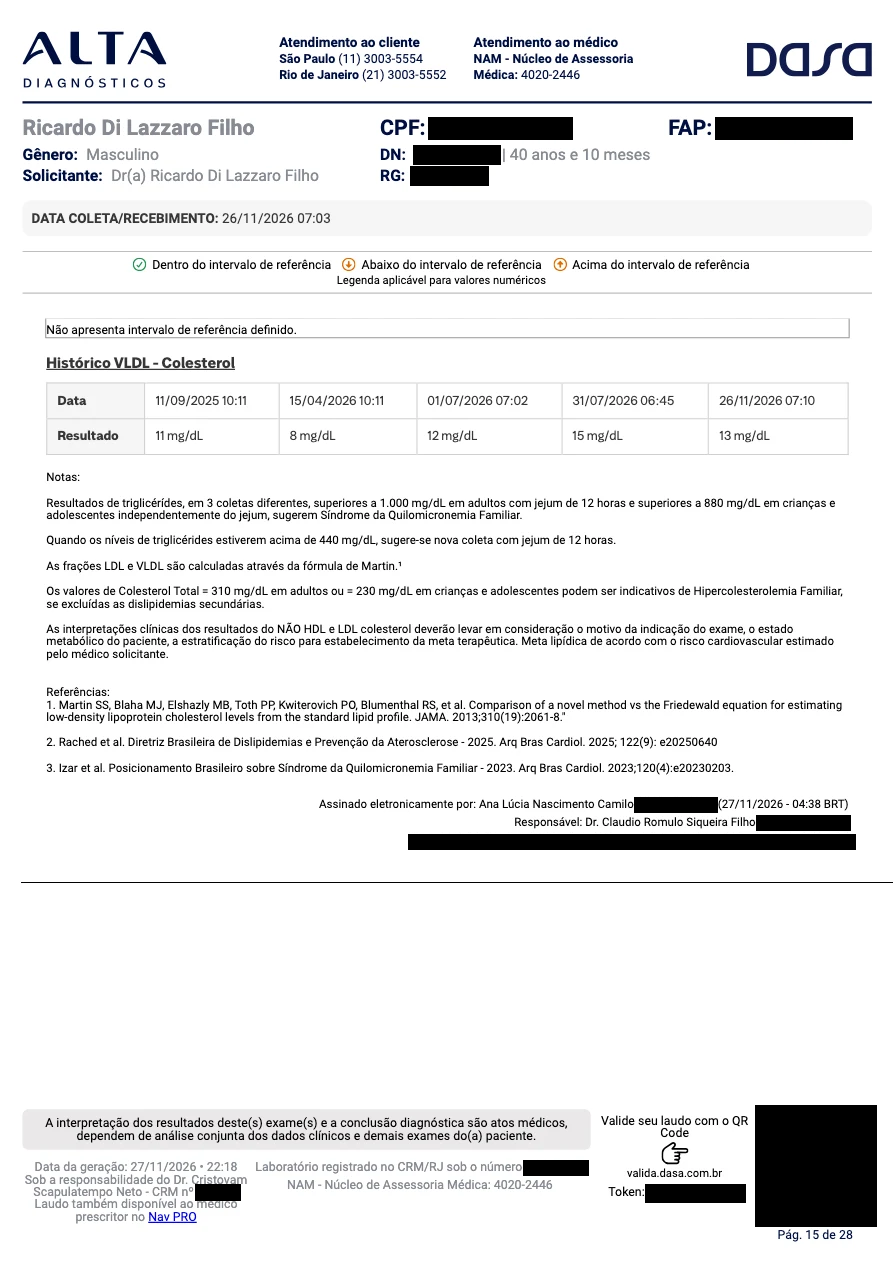 ALTA
DIAGNÓSTICOS
Atendimento ao cliente
São Paulo (11) 3003-5554
Rio de Janeiro (21) 3003-5552
Atendimento ao médico
NAM - Núcleo de Assessoria
Médica: 4020-2446
DASA
Ricardo Di Lazzaro Filho
CPF:
FAP:
Gênero: Masculino
DN: | 40 anos e 10 meses
Solicitante: Dr(a) Ricardo Di Lazzaro Filho
RG:
DATA COLETA/RECEBIMENTO: 26/11/2026 07:03
Dentro do intervalo de referência Abaixo do intervalo de referência Acima do intervalo de referência
Legenda aplicável para valores numéricos
Não apresenta intervalo de referência definido.
Histórico VLDL - Colesterol
Data 11/09/2025 10:11 15/04/2026 10:11 01/07/2026 07:02 31/07/2026 06:45 26/11/2026 07:10
Resultado 11 mg/dL 8 mg/dL 12 mg/dL 15 mg/dL 13 mg/dL
Notas:
Resultados de triglicérides, em 3 coletas diferentes, superiores a 1.000 mg/dL em adultos com jejum de 12 horas e superiores a 880 mg/dL em crianças e
adolescentes independentemente do jejum, sugerem Síndrome da Quilomicronemia Familiar.
Quando os níveis de triglicérides estiverem acima de 440 mg/dL, sugere-se nova coleta com jejum de 12 horas.
As frações LDL e VLDL são calculadas através da fórmula de Martin.¹
Os valores de Colesterol Total = 310 mg/dL em adultos ou = 230 mg/dL em crianças e adolescentes podem ser indicativos de Hipercolesterolemia Familiar,
se excluídas as dislipidemias secundárias.
As interpretações clínicas dos resultados do NÃO HDL e LDL colesterol deverão levar em consideração o motivo da indicação do exame, o estado
metabólico do paciente, a estratificação do risco para estabelecimento da meta terapêutica. Meta lipídica de acordo com o risco cardiovascular estimado
pelo médico solicitante.
Referências:
1. Martin SS, Blaha MJ, Elshazly MB, Toth PP, Kwiterovich PO, Blumenthal RS, et al. Comparison of a novel method vs the Friedewald equation for estimating
low-density lipoprotein cholesterol levels from the standard lipid profile. JAMA. 2013;310(19):2061-8."
2. Rached et al. Diretriz Brasileira de Dislipidemias e Prevenção da Aterosclerose - 2025. Arq Bras Cardiol. 2025; 122(9): e20250640
3. Izar et al. Posicionamento Brasileiro sobre Síndrome da Quilomicronemia Familiar - 2023. Arq Bras Cardiol. 2023;120(4):e20230203.
Assinado eletronicamente por: Ana Lúcia Nascimento Camilo (27/11/2026 - 04:38 BRT)
Responsável: Dr. Claudio Romulo Siqueira Filho
A interpretação dos resultados deste(s) exame(s) e a conclusão diagnóstica são atos médicos,
dependem de análise conjunta dos dados clínicos e demais exames do(a) paciente.
Data da geração: 27/11/2026 • 22:18
Sob a responsabilidade do Dr. Cristovam
Scapulatempo Neto - CRM nº
Laudo também disponível ao médico
prescritor no Nav PRO
Laboratório registrado no CRM/RJ sob o número
NAM - Núcleo de Assessoria Médica: 4020-2446
Valide seu laudo com o QR
Code
valida.dasa.com.br
Token:
Pág. 15 de 28